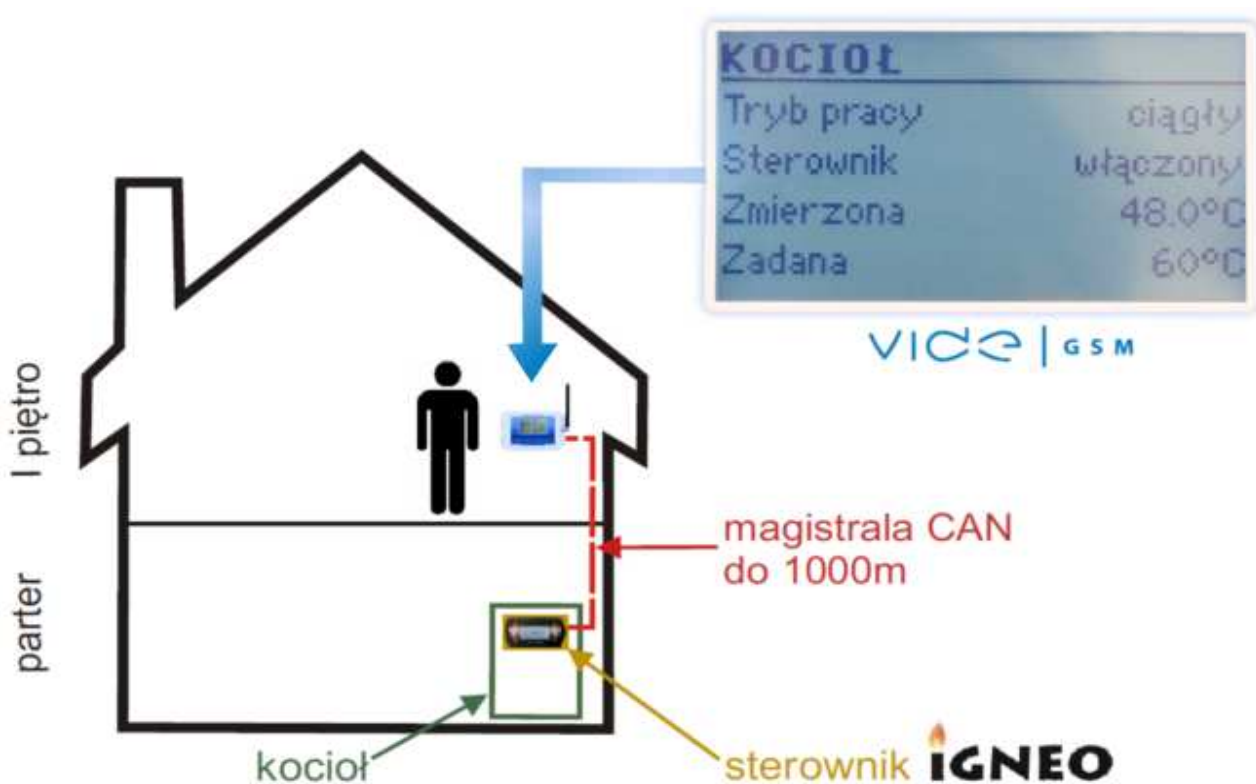 KOCIOŁ
Tryb pracy ciągły
Sterownik włączony
Zmierzona 48.0°C
Zadana 60°C
vide | GSM
I piętro
magistrala CAN
do 1000m
parter
kocioł
sterownik iGNEO